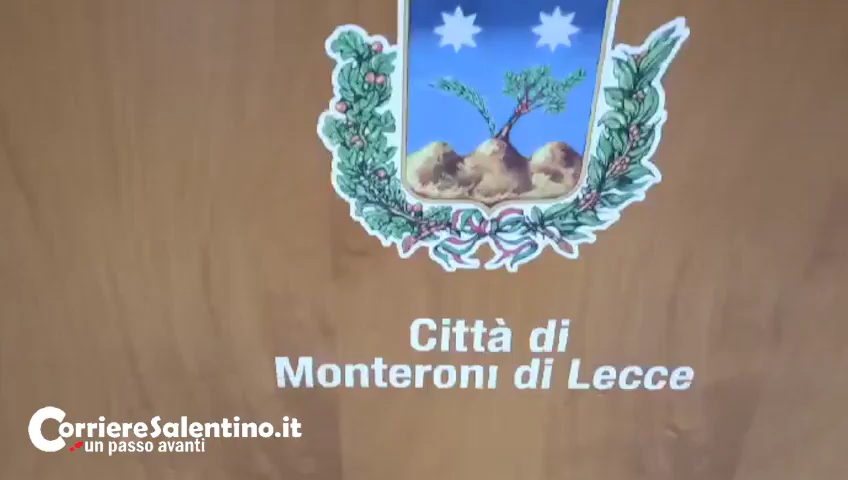 Città di
Monteroni di Lecce
CorriereSalentino.it
un passo avanti